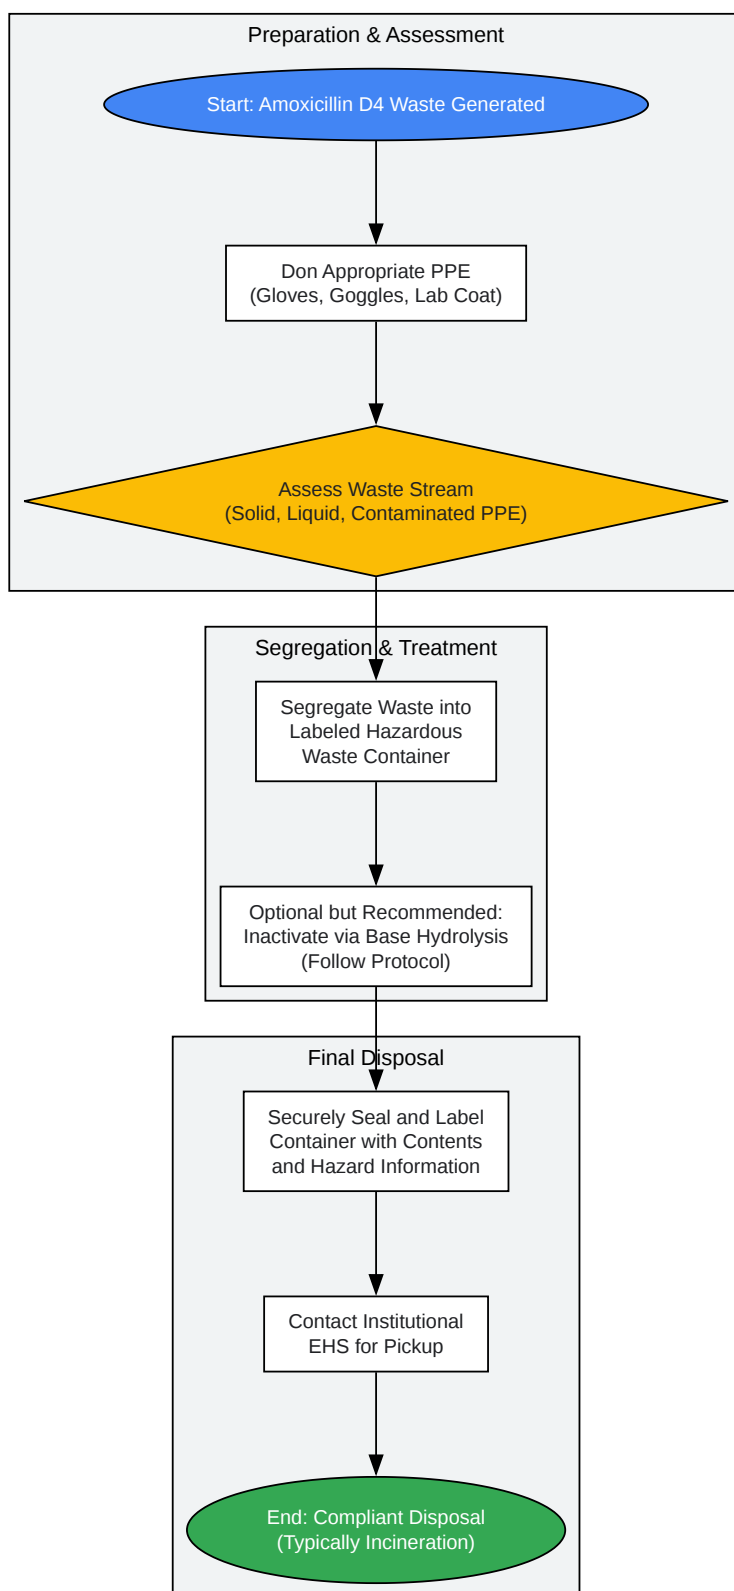 Preparation & Assessment
Start: Amoxicillin D4 Waste Generated
Don Appropriate PPE
(Gloves, Goggles, Lab Coat)
Assess Waste Stream
(Solid, Liquid, Contaminated PPE)
Segregation & Treatment
Segregate Waste into
Labeled Hazardous
Waste Container
Optional but Recommended:
Inactivate via Base Hydrolysis
(Follow Protocol)
Final Disposal
Securely Seal and Label
Container with Contents
and Hazard Information
Contact Institutional
EHS for Pickup
End: Compliant Disposal
(Typically Incineration)